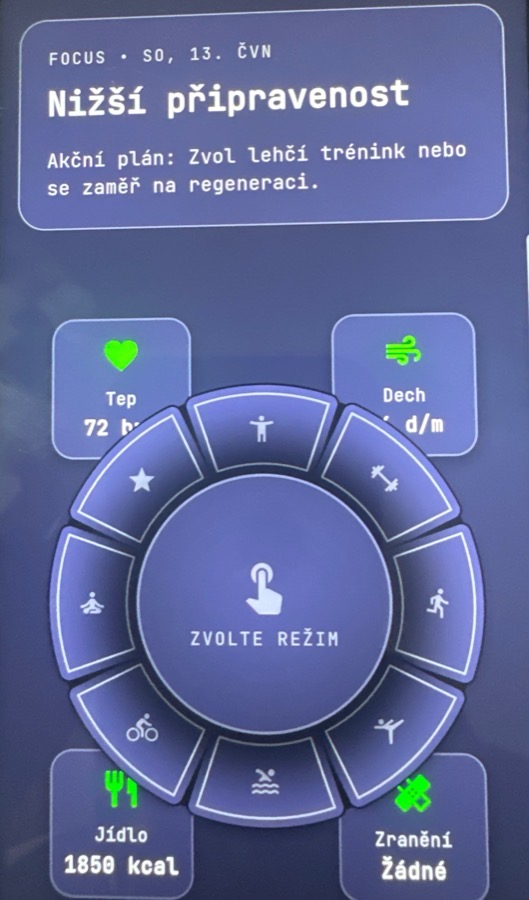 FOCUS • SO, 13. ČVN
Nižší připravenost
Akční plán: Zvol lehčí trénink nebo
se zaměř na regeneraci.
Tep
72
Dech
d/m
ZVOLTE REŽIM
Jídlo
1850 kcal
Zranění
Žádné